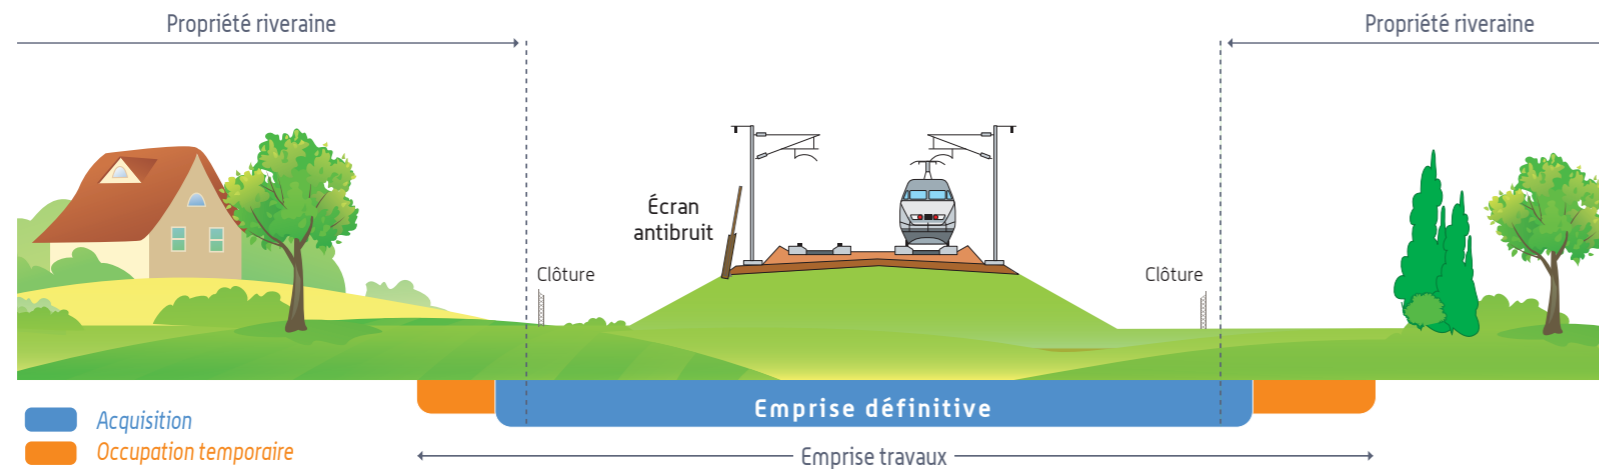 Propriété riveraine
Propriété riveraine
Écran
antibruit
Clôture
Clôture
Emprise définitive
Acquisition
Occupation temporaire
Emprise travaux